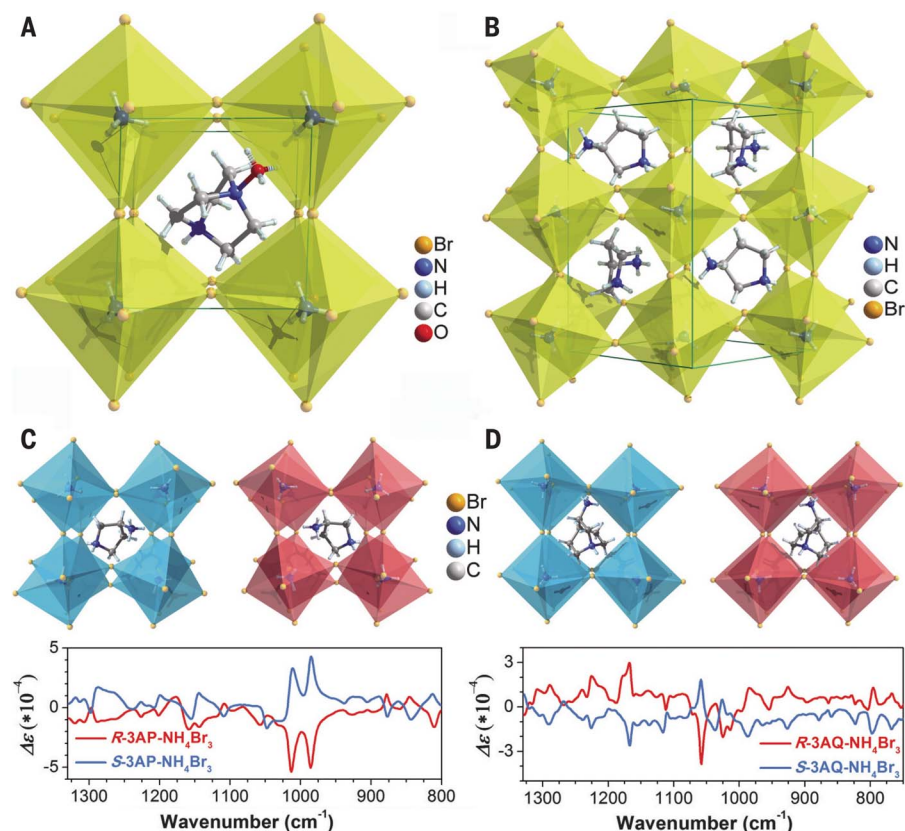 A
Br
N
H
C
O
B
N
H
C
Br
C
Br
N
H
C
D
5
0
-5
Δε (*10⁻⁴)
R-3AP-NH₄Br₃
S-3AP-NH₄Br₃
1300 1200 1100 1000 900 800
Wavenumber (cm⁻¹)
3
0
-3
Δε (*10⁻⁴)
R-3AQ-NH₄Br₃
S-3AQ-NH₄Br₃
1300 1200 1100 1000 900 800
Wavenumber (cm⁻¹)